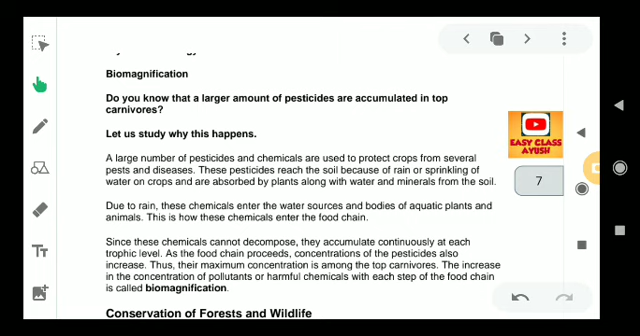 Biomagnification
Do you know that a larger amount of pesticides are accumulated in top
carnivores?
Let us study why this happens.
A large number of pesticides and chemicals are used to protect crops from several
pests and diseases. These pesticides reach the soil because of rain or sprinkling of
water on crops and are absorbed by plants along with water and minerals from the soil.
Due to rain, these chemicals enter the water sources and bodies of aquatic plants and
animals. This is how these chemicals enter the food chain.
Since these chemicals cannot decompose, they accumulate continuously at each
trophic level. As the food chain proceeds, concentrations of the pesticides also
increase. Thus, their maximum concentration is among the top carnivores. The increase
in the concentration of pollutants or harmful chemicals with each step of the food chain
is called biomagnification.
Conservation of Forests and Wildlife
EASY CLASS
AYUSH
7
Tт